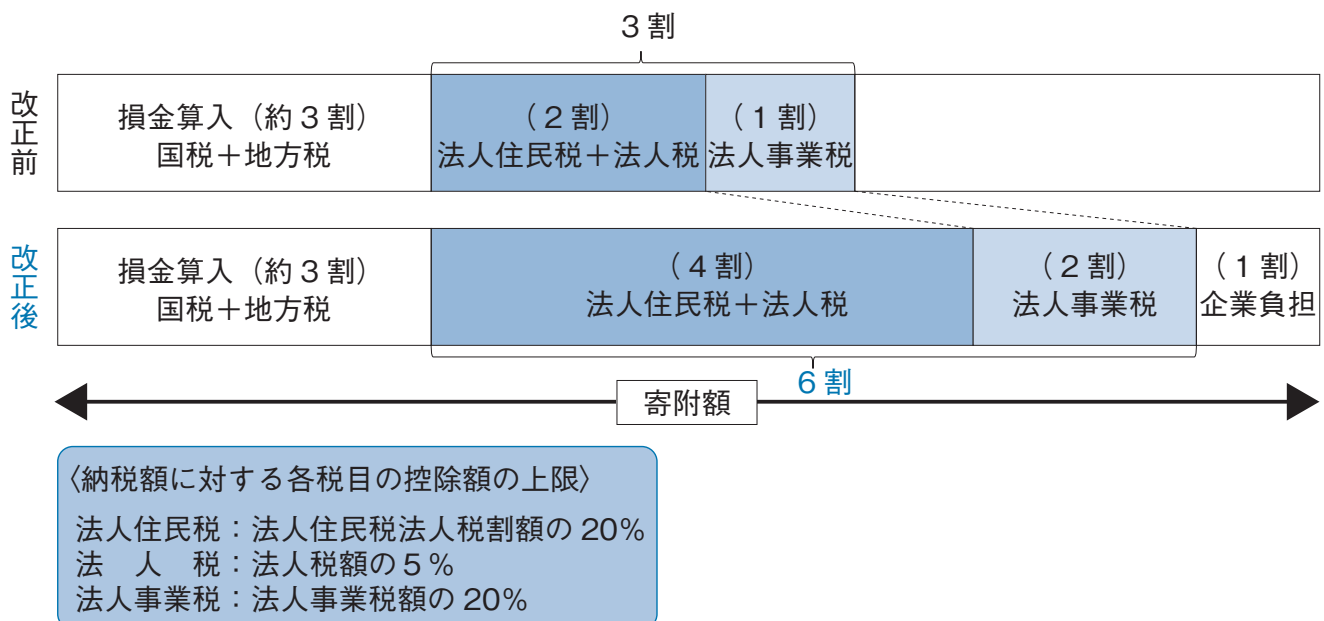 3割
改正前
損金算入(約3割)
国税+地方税
(2割)
法人住民税+法人税
(1割)
法人事業税
改正後
損金算入(約3割)
国税+地方税
(4割)
法人住民税+法人税
(2割)
法人事業税
(1割)
企業負担
6割
寄附額
〈納税額に対する各税目の控除額の上限〉
法人住民税:法人住民税法人税割額の20%
法 人 税:法人税額の5%
法人事業税:法人事業税額の20%